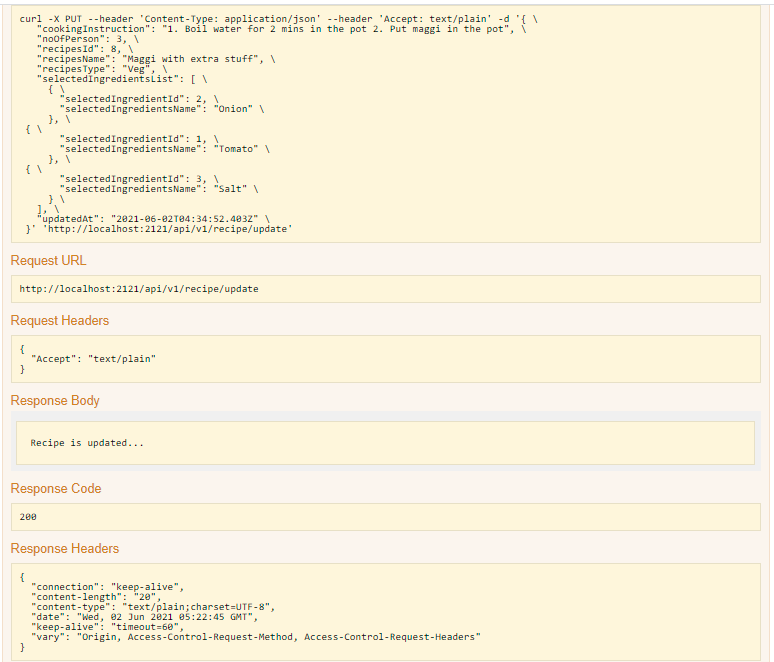 curl -X PUT --header 'Content-Type: application/json' --header 'Accept: text/plain' -d '{ \
"cookingInstruction": "1. Boil water for 2 mins in the pot 2. Put maggi in the pot", \
"noOfPerson": 3, \
"recipesId": 8, \
"recipesName": "Maggi with extra stuff", \
"recipesType": "Veg", \
"selectedIngredientsList": [ \
{ \
"selectedIngredientId": 2, \
"selectedIngredientsName": "Onion" \
}, \
{ \
"selectedIngredientId": 1, \
"selectedIngredientsName": "Tomato" \
}, \
{ \
"selectedIngredientId": 3, \
"selectedIngredientsName": "Salt" \
} \
], \
"updatedAt": "2021-06-02T04:34:52.403Z" \
}' 'http://localhost:2121/api/v1/recipe/update'
Request URL
http://localhost:2121/api/v1/recipe/update
Request Headers
{
"Accept": "text/plain"
}
Response Body
Recipe is updated...
Response Code
200
Response Headers
{
"connection": "keep-alive",
"content-length": "20",
"content-type": "text/plain;charset=UTF-8",
"date": "Wed, 02 Jun 2021 05:22:45 GMT",
"keep-alive": "timeout=60",
"vary": "Origin, Access-Control-Request-Method, Access-Control-Request-Headers"
}